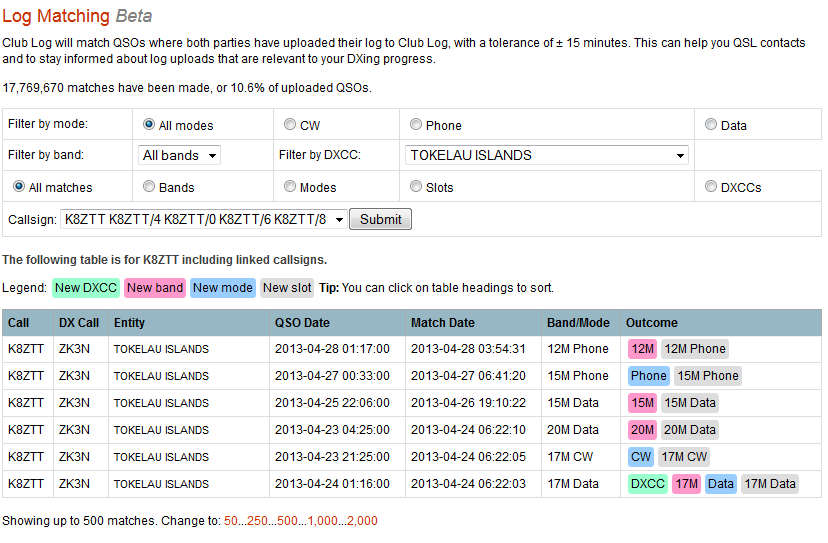 Log Matching Beta
Club Log will match QSOs where both parties have uploaded their log to Club Log, with a tolerance of ± 15 minutes. This can help you QSL contacts
and to stay informed about log uploads that are relevant to your DXing progress.
17,769,670 matches have been made, or 10.6% of uploaded QSOs.
Filter by mode: All modes CW Phone Data
Filter by band: All bands Filter by DXCC: TOKELAU ISLANDS
All matches Bands Modes Slots DXCCs
Callsign: K8ZTT K8ZTT/4 K8ZTT/0 K8ZTT/6 K8ZTT/8 Submit
The following table is for K8ZTT including linked callsigns.
Legend: New DXCC New band New mode New slot Tip: You can click on table headings to sort.
Call DX Call Entity QSO Date Match Date Band/Mode Outcome
K8ZTT ZK3N TOKELAU ISLANDS 2013-04-28 01:17:00 2013-04-28 03:54:31 12M Phone 12M 12M Phone
K8ZTT ZK3N TOKELAU ISLANDS 2013-04-27 00:33:00 2013-04-27 06:41:20 15M Phone Phone 15M Phone
K8ZTT ZK3N TOKELAU ISLANDS 2013-04-25 22:06:00 2013-04-26 19:10:22 15M Data 15M 15M Data
K8ZTT ZK3N TOKELAU ISLANDS 2013-04-23 04:25:00 2013-04-24 06:22:10 20M Data 20M 20M Data
K8ZTT ZK3N TOKELAU ISLANDS 2013-04-23 21:25:00 2013-04-24 06:22:05 17M CW CW 17M CW
K8ZTT ZK3N TOKELAU ISLANDS 2013-04-24 01:16:00 2013-04-24 06:22:03 17M Data DXCC 17M Data 17M Data
Showing up to 500 matches. Change to: 50...250...500...1,000...2,000